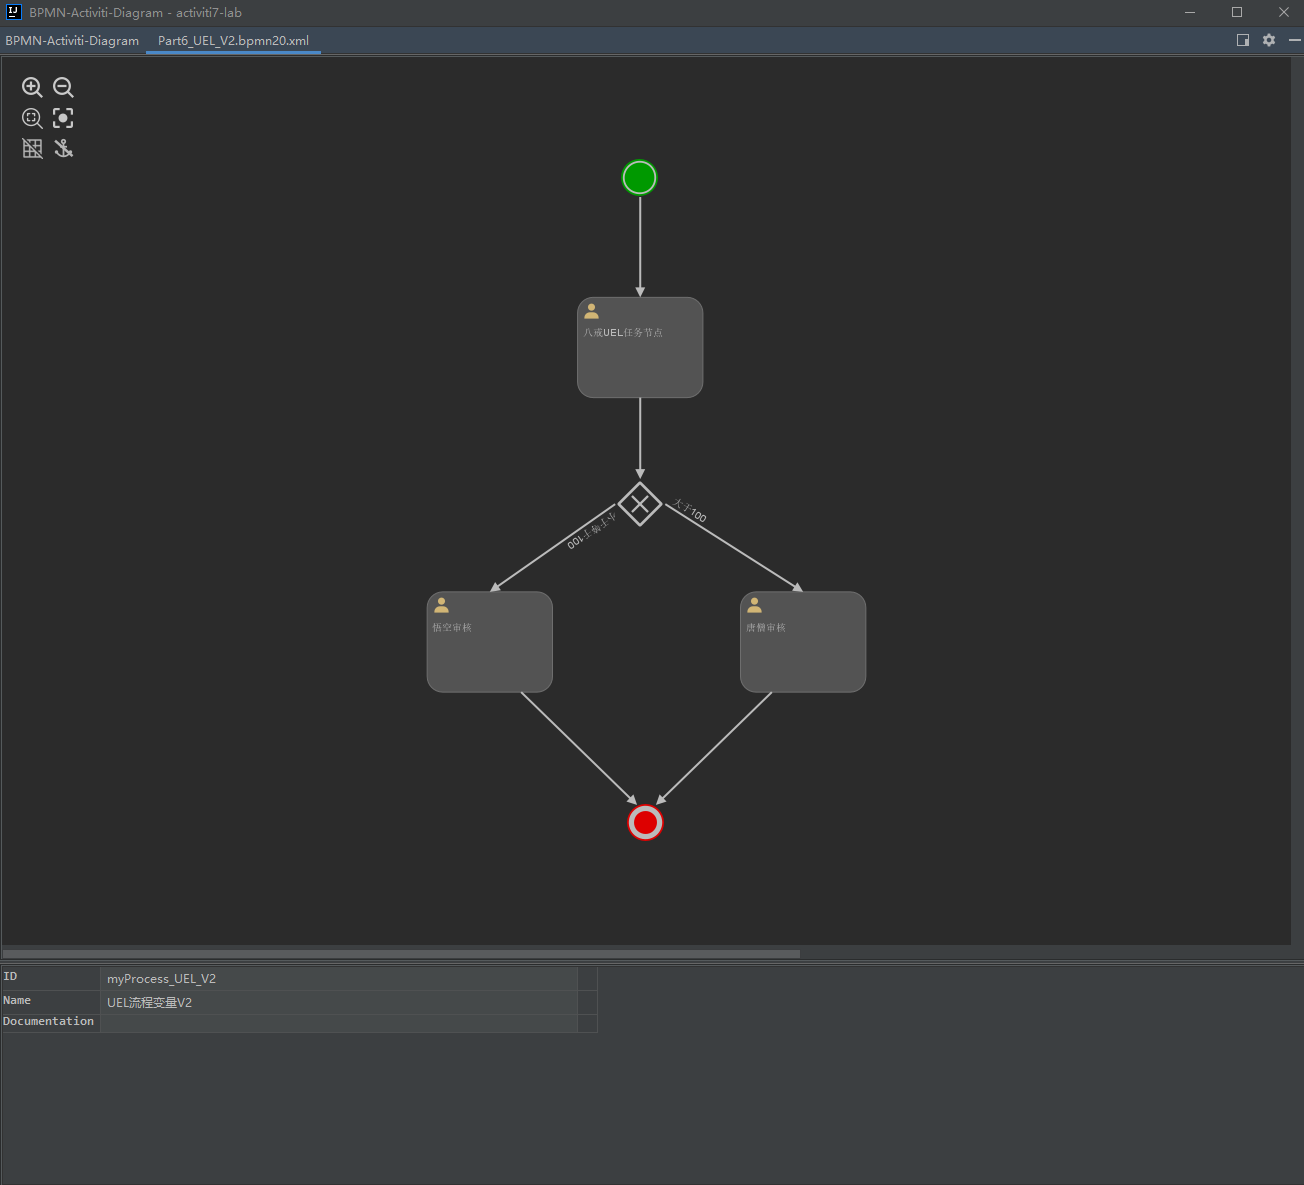 BPMN-Activiti-Diagram - activiti7-lab
BPMN-Activiti-Diagram
Part6_UEL_V2.bpmn20.xml
八戒UEL任务节点
大于100
小于等于100
悟空审核
唐僧审核
ID
myProcess_UEL_V2
Name
UEL流程变量V2
Documentation